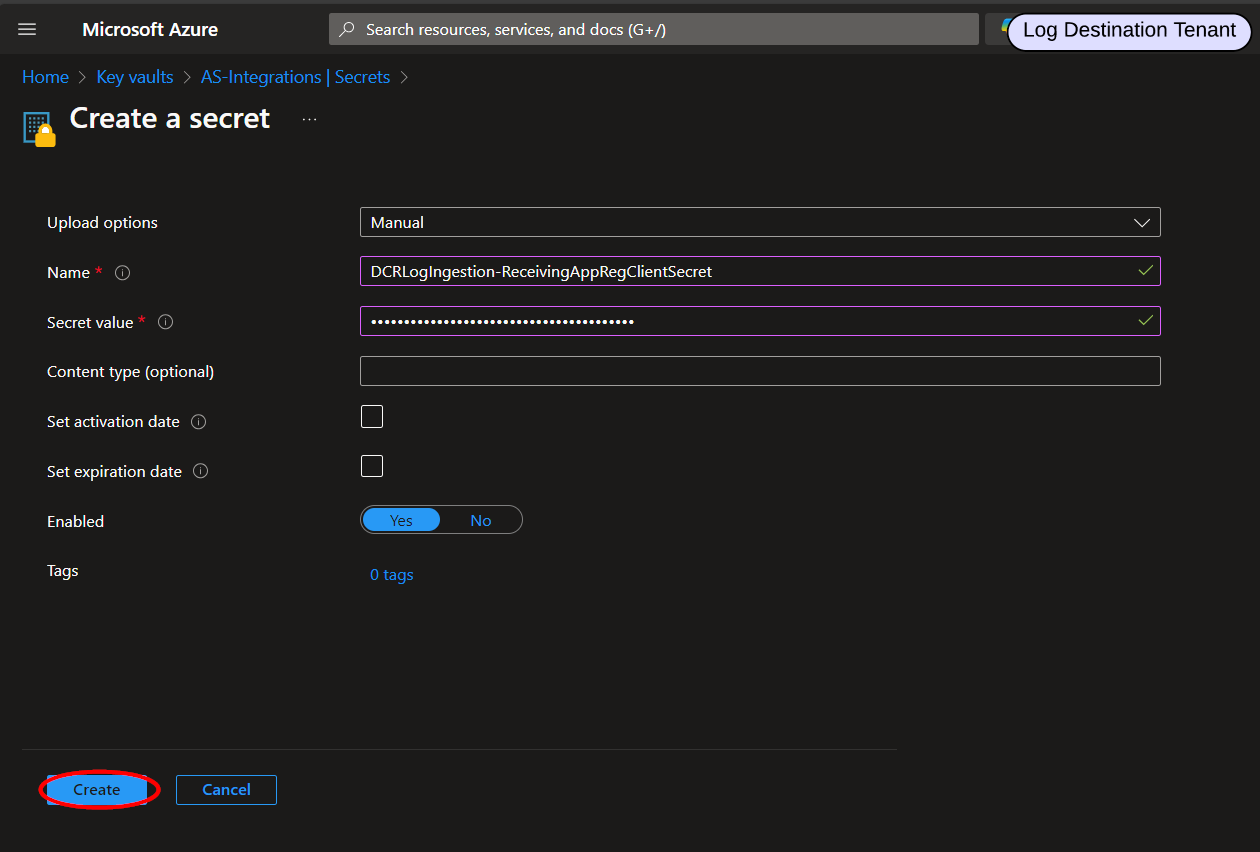 Microsoft Azure
Search resources, services, and docs (G+/)
Log Destination Tenant
Home > Key vaults > AS-Integrations | Secrets >
Create a secret ...
Upload options
Manual
Name *
DCRLogIngestion-ReceivingAppRegClientSecret
Secret value *
••••••••••••••••••••••••••••••••••••••••
Content type (optional)
Set activation date
Set expiration date
Enabled
Yes No
Tags
0 tags
Create Cancel